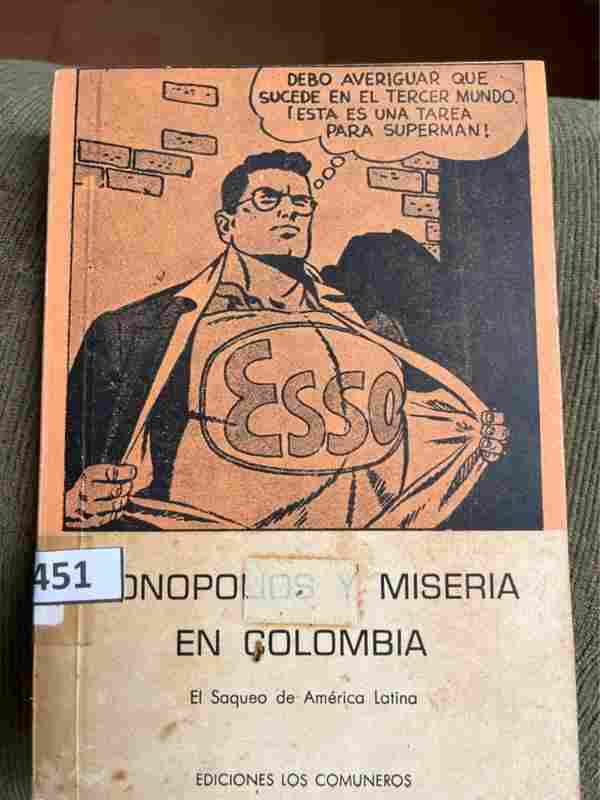 DEBO AVERIGUAR QUE
SUCEDE EN EL TERCER MUNDO.
¡ESTA ES UNA TAREA
PARA SUPERMAN!
ESSO
451
ONOPOLIOS Y MISERIA
EN COLOMBIA
El Saqueo de América Latina
EDICIONES LOS COMUNEROS